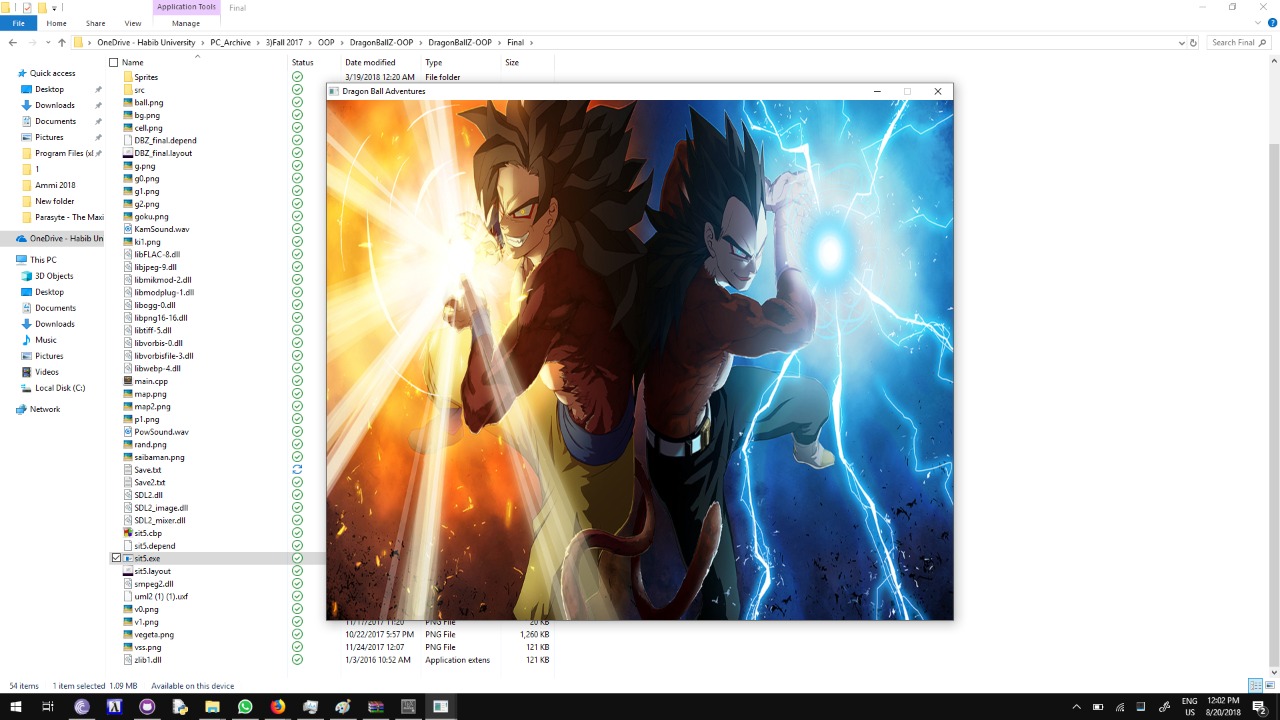 Application Tools Final
File Home Share View Manage
OneDrive - Habib University PC_Archive 3)Fall 2017 OOP DragonBallZ-OOP DragonBallZ-OOP Final Search Final
Name Status Date modified Type Size
Quick access
Desktop
Downloads
Documents
Pictures
Program Files (x
1
Ammi 2018
New folder
Parasyte - The Maxi
OneDrive - Habib Un
This PC
3D Objects
Desktop
Documents
Downloads
Music
Pictures
Videos
Local Disk (C:)
Network
Sprites 3/19/2018 12:20 AM File folder
src
ball.png
bg.png
cell.png
DBZ_final.depend
DBZ_final.layout
g.png
g0.png
g1.png
g2.png
goku.png
KamSound.wav
ki1.png
libFLAC-8.dll
libjpeg-9.dll
libmikmod-2.dll
libmodplug-1.dll
libogg-0.dll
libpng16-16.dll
libtiff-5.dll
libvorbis-0.dll
libvorbisfile-3.dll
libwebp-4.dll
main.cpp
map.png
map2.png
p1.png
PowSound.wav
rand.png
saibaman.png
Save.txt
Save2.txt
SDL2.dll
SDL2_image.dll
SDL2_mixer.dll
sit5.cbp
sit5.depend
sit5.exe
sit5.layout
smpeg2.dll
uml2 (1) (1).uxf
v0.png
v1.png 11/17/2017 11:20 PNG File 20 KB
vegeta.png 10/22/2017 5:57 PM PNG File 1,260 KB
vss.png 11/24/2017 12:07 PNG File 121 KB
zlib1.dll 1/3/2016 10:52 AM Application extens 121 KB
Dragon Ball Adventures
54 items 1 item selected 1.09 MB Available on this device
ENG 12:02 PM
US 8/20/2018 2